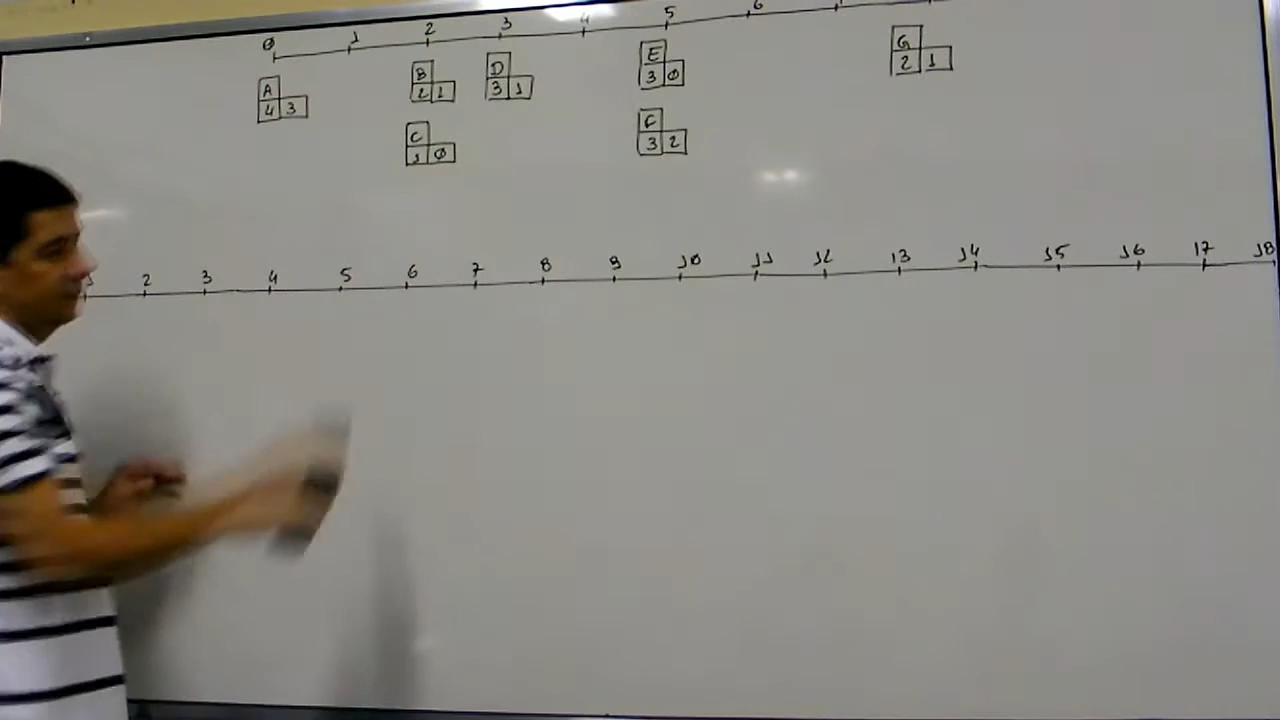 0 1 2 3 4 5 6
A B D E G
4 3 2 1 3 1 3 0 2 1
C F
1 0 3 2
1 2 3 4 5 6 7 8 9 10 11 12 13 14 15 16 17 18